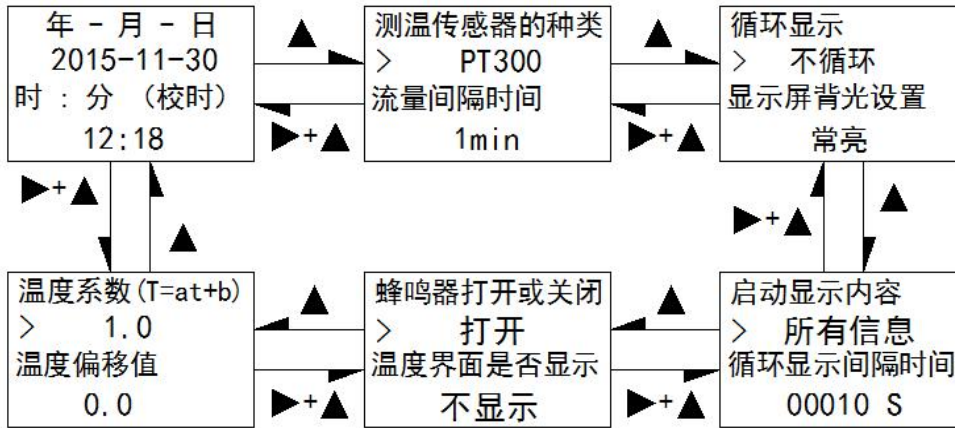 年 - 月 - 日
2015-11-30
时 : 分 （校时）
12:18
测温传感器的种类
> PT300
流量间隔时间
1min
循环显示
> 不循环
显示屏背光设置
常亮
▲
▲
▶+▲
▶+▲
▶+▲
▲
▶+▲
▲
温度系数(T=at+b)
> 1.0
温度偏移值
0.0
蜂鸣器打开或关闭
> 打开
温度界面是否显示
不显示
启动显示内容
> 所有信息
循环显示间隔时间
00010 S
▲
▲
▶+▲
▶+▲